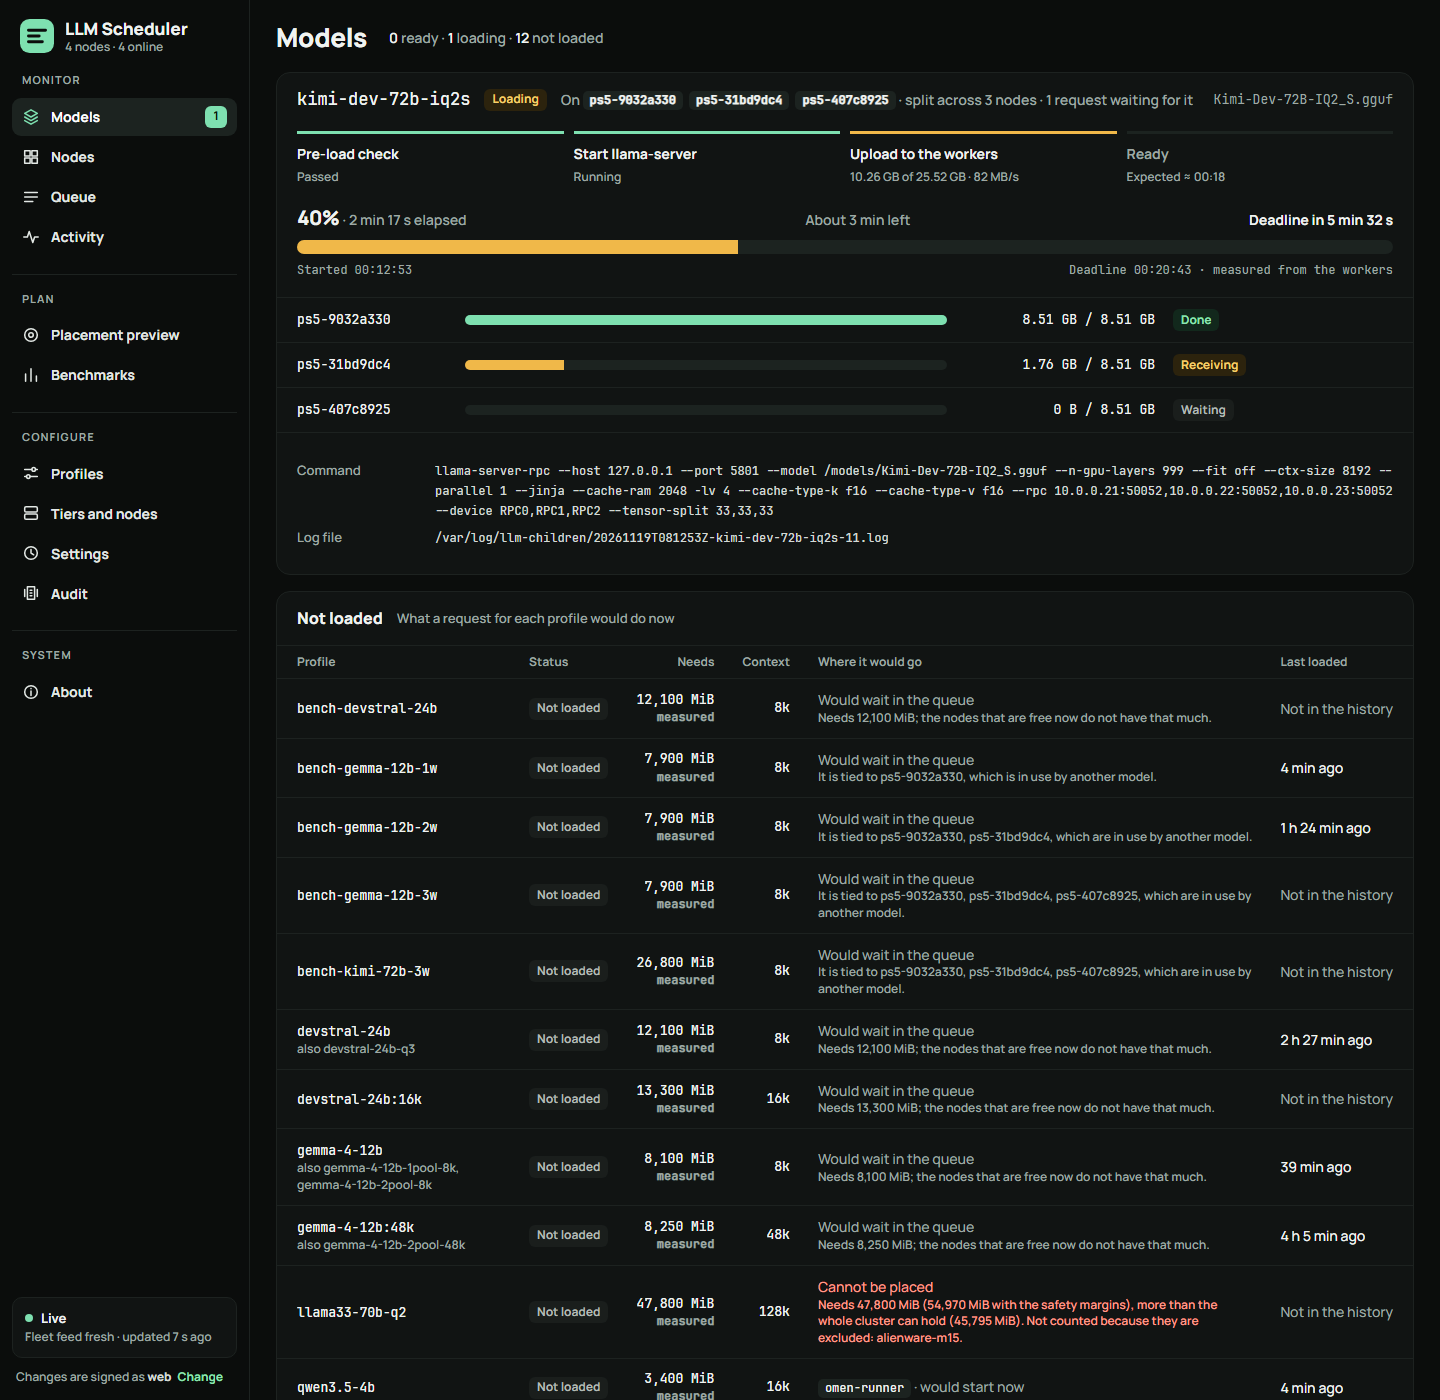 LLM Scheduler
4 nodes · 4 online
MONITOR
Models 1
Nodes
Queue
Activity
PLAN
Placement preview
Benchmarks
CONFIGURE
Profiles
Tiers and nodes
Settings
Audit
SYSTEM
About
Live
Fleet feed fresh · updated 7 s ago
Changes are signed as web Change
Models 0 ready · 1 loading · 12 not loaded
kimi-dev-72b-iq2s Loading On ps5-9032a330 ps5-31bd9dc4 ps5-407c8925 · split across 3 nodes · 1 request waiting for it Kimi-Dev-72B-IQ2_S.gguf
Pre-load check Start llama-server Upload to the workers Ready
Passed Running 10.26 GB of 25.52 GB · 82 MB/s Expected ≈ 00:18
40% · 2 min 17 s elapsed About 3 min left Deadline in 5 min 32 s
Started 00:12:53 Deadline 00:20:43 · measured from the workers
ps5-9032a330 8.51 GB / 8.51 GB Done
ps5-31bd9dc4 1.76 GB / 8.51 GB Receiving
ps5-407c8925 0 B / 8.51 GB Waiting
Command llama-server-rpc --host 127.0.0.1 --port 5801 --model /models/Kimi-Dev-72B-IQ2_S.gguf --n-gpu-layers 999 --fit off --ctx-size 8192 --
parallel 1 --jinja --cache-ram 2048 -lv 4 --cache-type-k f16 --cache-type-v f16 --rpc 10.0.0.21:50052,10.0.0.22:50052,10.0.0.23:50052
--device RPC0,RPC1,RPC2 --tensor-split 33,33,33
Log file /var/log/llm-children/20261119T081253Z-kimi-dev-72b-iq2s-11.log
Not loaded What a request for each profile would do now
Profile Status Needs Context Where it would go Last loaded
bench-devstral-24b Not loaded 12,100 MiB measured 8k Would wait in the queue Not in the history
Needs 12,100 MiB; the nodes that are free now do not have that much.
bench-gemma-12b-1w Not loaded 7,900 MiB measured 8k Would wait in the queue 4 min ago
It is tied to ps5-9032a330, which is in use by another model.
bench-gemma-12b-2w Not loaded 7,900 MiB measured 8k Would wait in the queue 1 h 24 min ago
It is tied to ps5-9032a330, ps5-31bd9dc4, which are in use by another model.
bench-gemma-12b-3w Not loaded 7,900 MiB measured 8k Would wait in the queue Not in the history
It is tied to ps5-9032a330, ps5-31bd9dc4, ps5-407c8925, which are in use by
another model.
bench-kimi-72b-3w Not loaded 26,800 MiB measured 8k Would wait in the queue Not in the history
It is tied to ps5-9032a330, ps5-31bd9dc4, ps5-407c8925, which are in use by
another model.
devstral-24b Not loaded 12,100 MiB measured 8k Would wait in the queue 2 h 27 min ago
also devstral-24b-q3 Needs 12,100 MiB; the nodes that are free now do not have that much.
devstral-24b:16k Not loaded 13,300 MiB measured 16k Would wait in the queue Not in the history
Needs 13,300 MiB; the nodes that are free now do not have that much.
gemma-4-12b Not loaded 8,100 MiB measured 8k Would wait in the queue 39 min ago
also gemma-4-12b-1pool-8k, Needs 8,100 MiB; the nodes that are free now do not have that much.
gemma-4-12b-2pool-8k
gemma-4-12b:48k Not loaded 8,250 MiB measured 48k Would wait in the queue 4 h 5 min ago
also gemma-4-12b-2pool-48k Needs 8,250 MiB; the nodes that are free now do not have that much.
llama33-70b-q2 Not loaded 47,800 MiB measured 128k Cannot be placed Not in the history
Needs 47,800 MiB (54,970 MiB with the safety margins), more than the
whole cluster can hold (45,795 MiB). Not counted because they are
excluded: alienware-m15.
qwen3.5-4b Not loaded 3,400 MiB measured 16k omen-runner · would start now 4 min ago